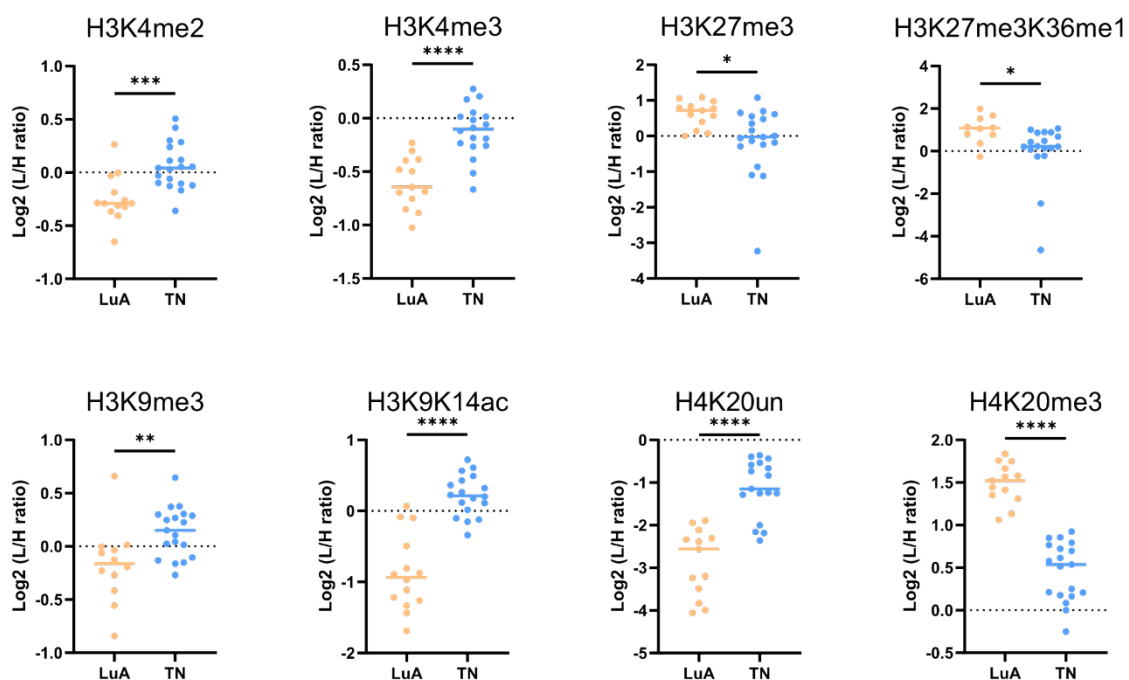 H3K4me2
H3K4me3
H3K27me3
H3K27me3K36me1
***
****
*
*
Log2 (L/H ratio)
1.0
0.5
0.0
-0.5
-1.0
LuA
TN
Log2 (L/H ratio)
0.5
0.0
-0.5
-1.0
-1.5
LuA
TN
Log2 (L/H ratio)
2
1
0
-1
-2
-3
-4
LuA
TN
Log2 (L/H ratio)
4
2
0
-2
-4
-6
LuA
TN
H3K9me3
H3K9K14ac
H4K20un
H4K20me3
**
****
****
****
Log2 (L/H ratio)
1.0
0.5
0.0
-0.5
-1.0
LuA
TN
Log2 (L/H ratio)
1
0
-1
-2
LuA
TN
Log2 (L/H ratio)
0
-1
-2
-3
-4
-5
LuA
TN
Log2 (L/H ratio)
2.0
1.5
1.0
0.5
0.0
-0.5
LuA
TN